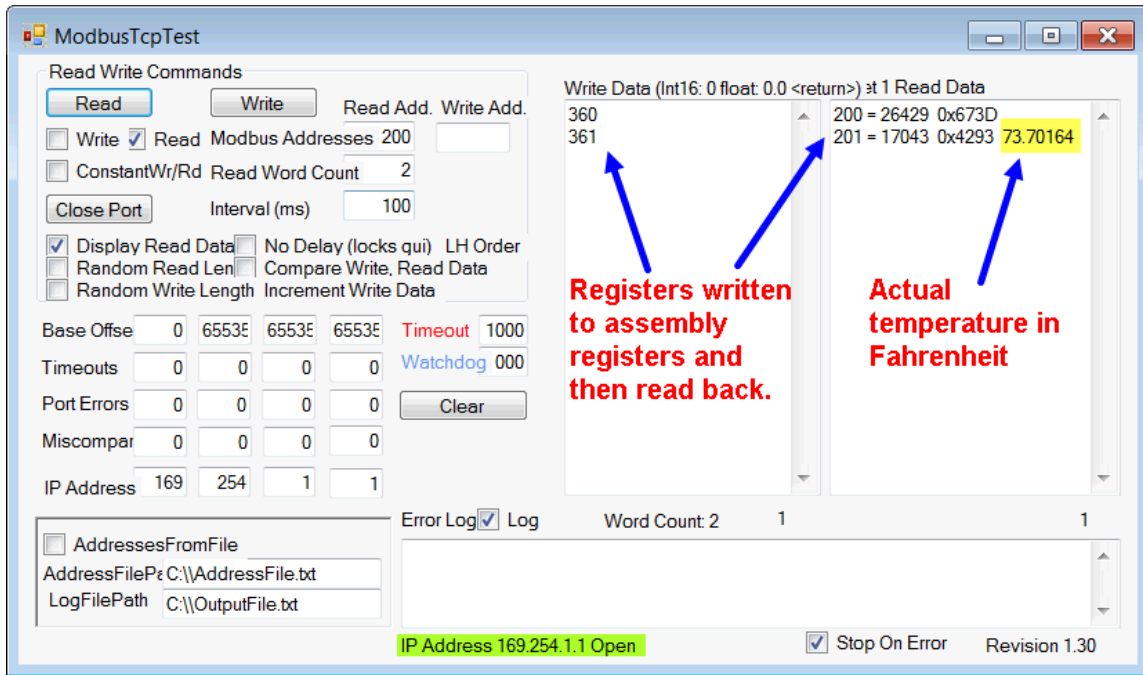 ModbusTcpTest
Read Write Commands
Read
Write
Read Add. Write Add.
Write
Read
Modbus Addresses 200
ConstantWr/Rd
Read Word Count 2
Close Port
Interval (ms) 100
Display Read Data
No Delay (locks gui)
LH Order
Random Read Len
Compare Write, Read Data
Random Write Length
Increment Write Data
Base Offse 0 65535 65535 65535
Timeout 1000
Timeouts 0 0 0 0
Watchdog 000
Port Errors 0 0 0 0
Clear
Miscompar 0 0 0 0
IP Address 169 254 1 1
Write Data (Int16: 0 float: 0.0 <return>)
360
361
et 1 Read Data
200 = 26429 0x673D
201 = 17043 0x4293 73.70164
Registers written
to assembly
registers and
then read back.
Actual
temperature in
Fahrenheit
AddressesFromFile
AddressFilePa C:\\AddressFile.txt
LogFilePath C:\\OutputFile.txt
Error Log
Log
Word Count: 2
1
1
IP Address 169.254.1.1 Open
Stop On Error
Revision 1.30